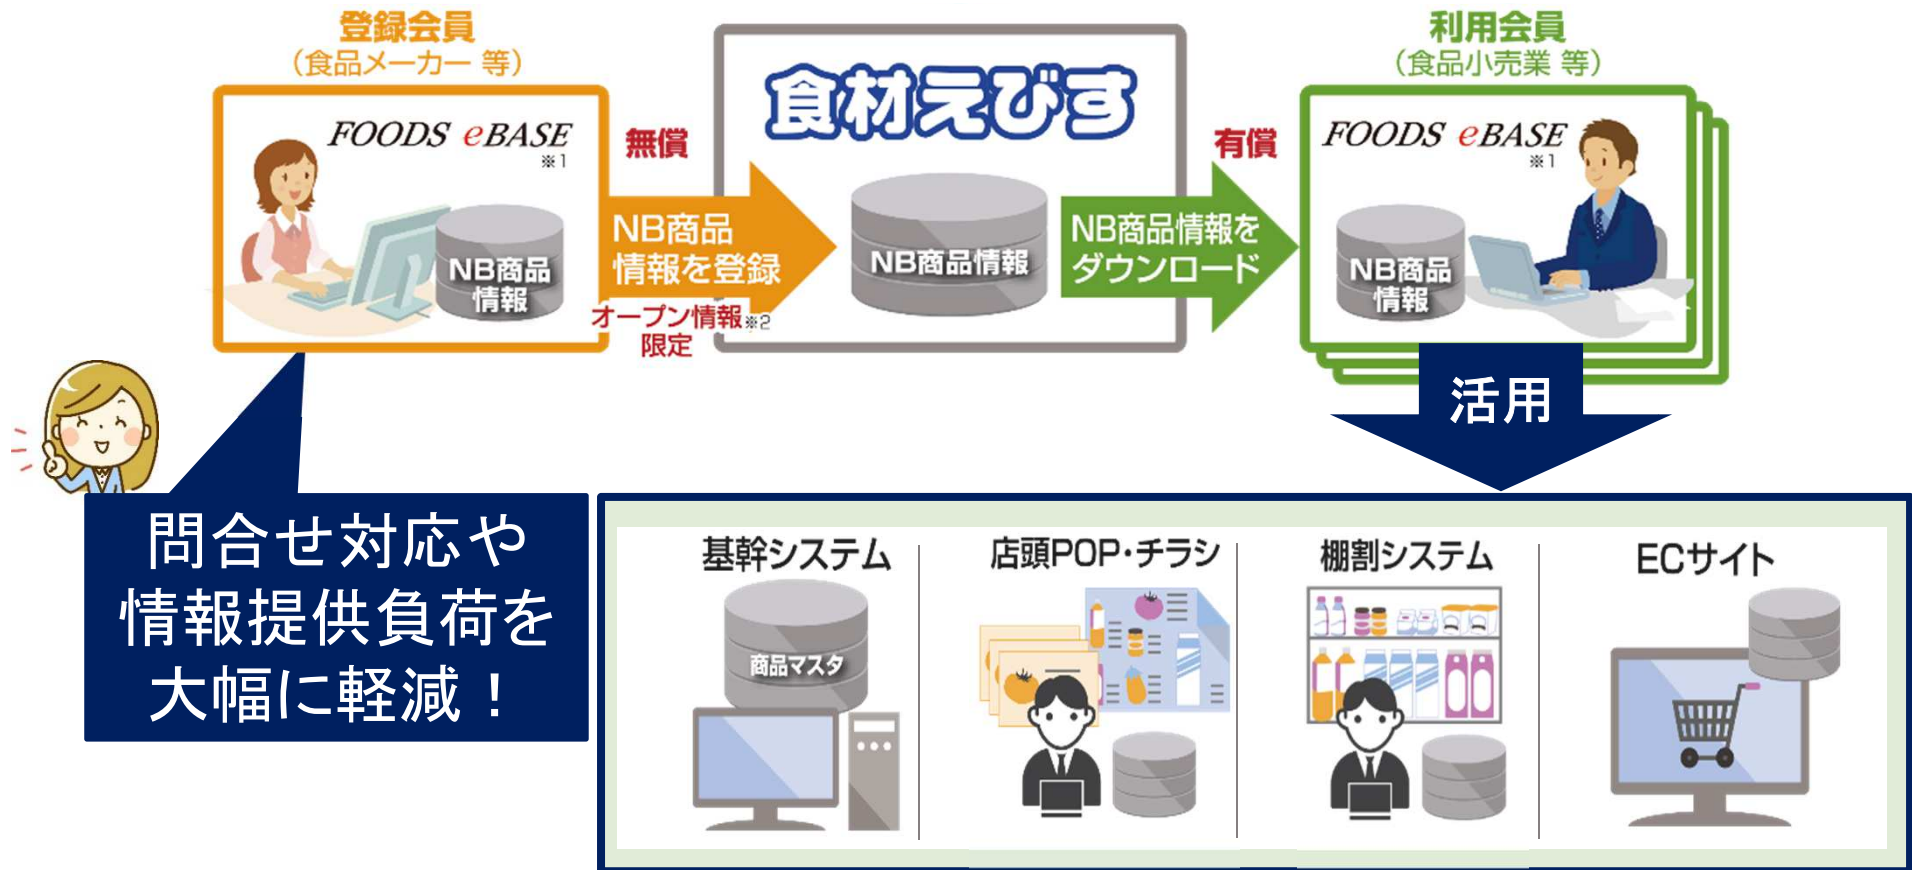 登録会員
（食品メーカー 等）
FOODS eBASE
※1
NB商品
情報
無償
NB商品
情報を登録
オープン情報※2
限定
食材えびす
NB商品情報
有償
NB商品情報を
ダウンロード
利用会員
（食品小売業 等）
FOODS eBASE
※1
NB商品
情報
活用
問合せ対応や
情報提供負荷を
大幅に軽減！
基幹システム
商品マスタ
店頭POP・チラシ
棚割システム
ECサイト